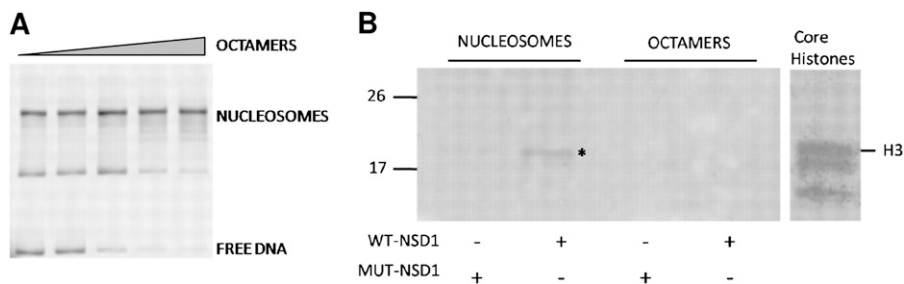 A
OCTAMERS
NUCLEOSOMES
FREE DNA
B
NUCLEOSOMES OCTAMERS Core
Histones
26
17
*
H3
WT-NSD1 - + - +
MUT-NSD1 + - + -